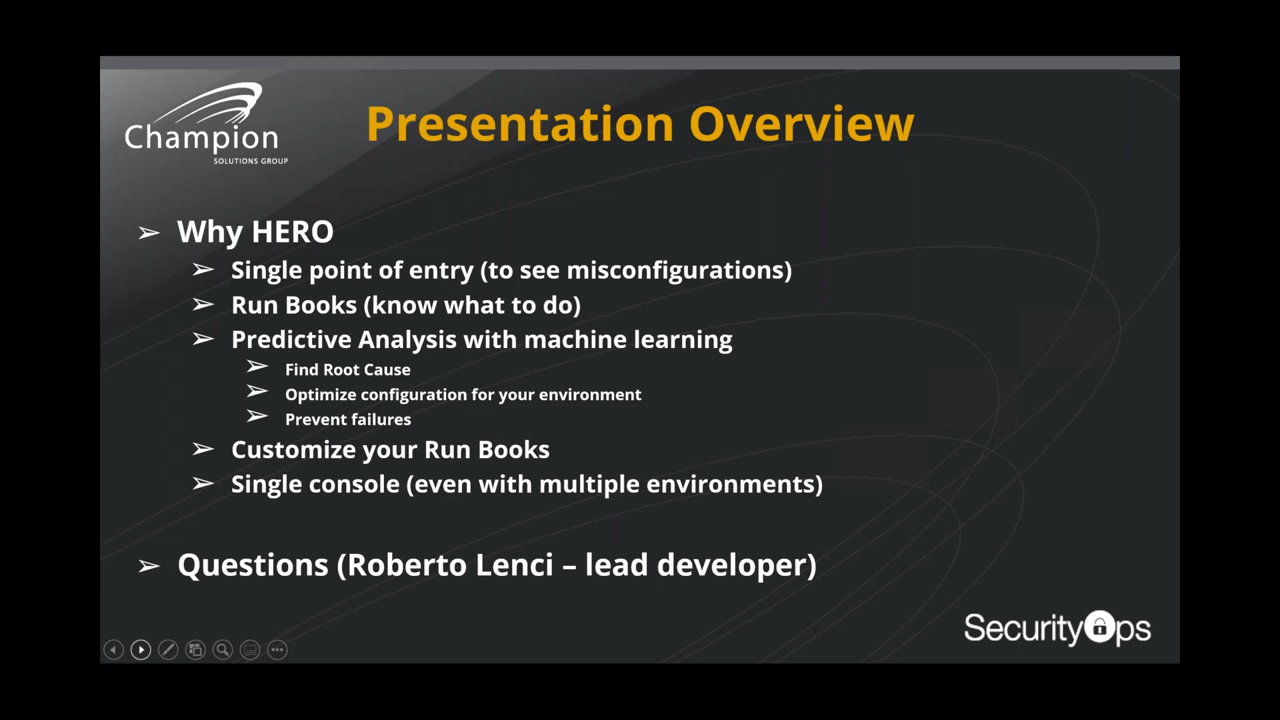 Champion
SOLUTIONS GROUP
Presentation Overview
➢ Why HERO
➢ Single point of entry (to see misconfigurations)
➢ Run Books (know what to do)
➢ Predictive Analysis with machine learning
➢ Find Root Cause
➢ Optimize configuration for your environment
➢ Prevent failures
➢ Customize your Run Books
➢ Single console (even with multiple environments)
➢ Questions (Roberto Lenci – lead developer)
SecurityOps